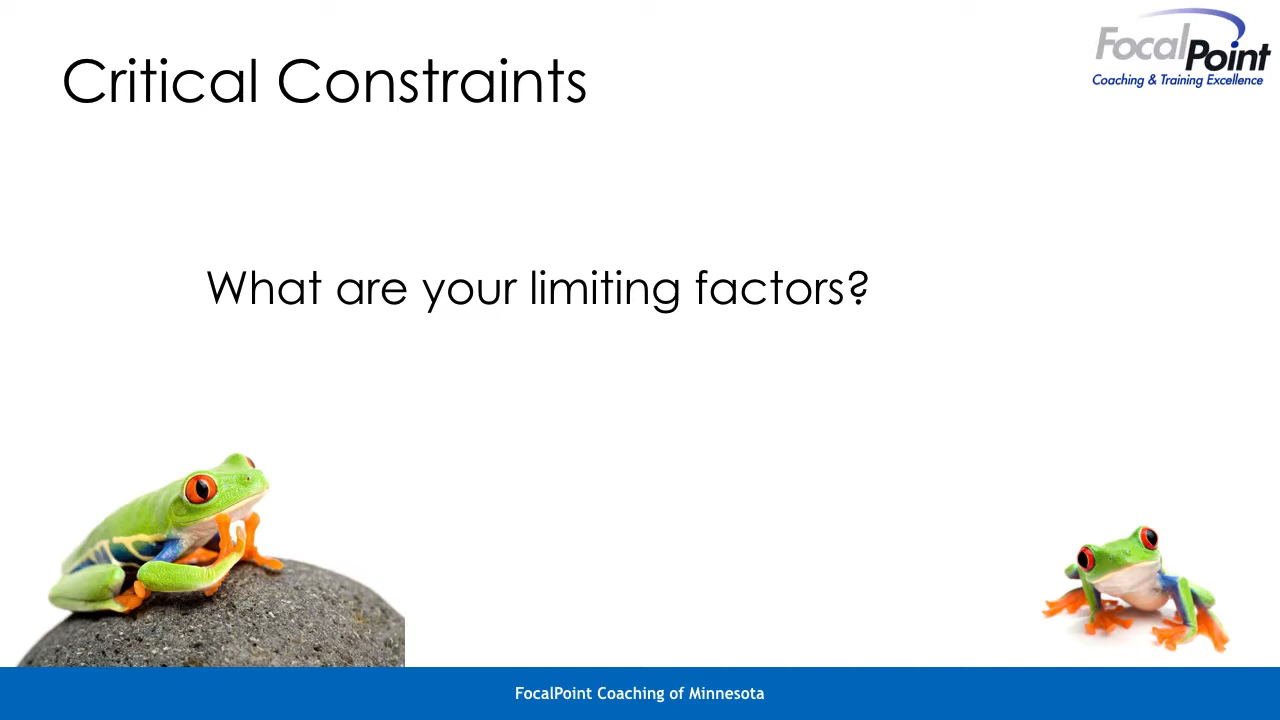 FocalPoint
Coaching & Training Excellence
Critical Constraints
What are your limiting factors?
FocalPoint Coaching of Minnesota